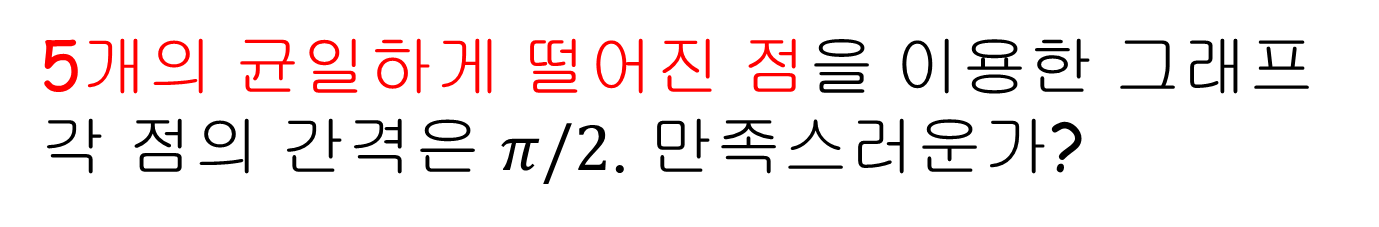 5개의 균일하게 떨어진 점을 이용한 그래프
각 점의 간격은 𝜋/2. 만족스러운가?